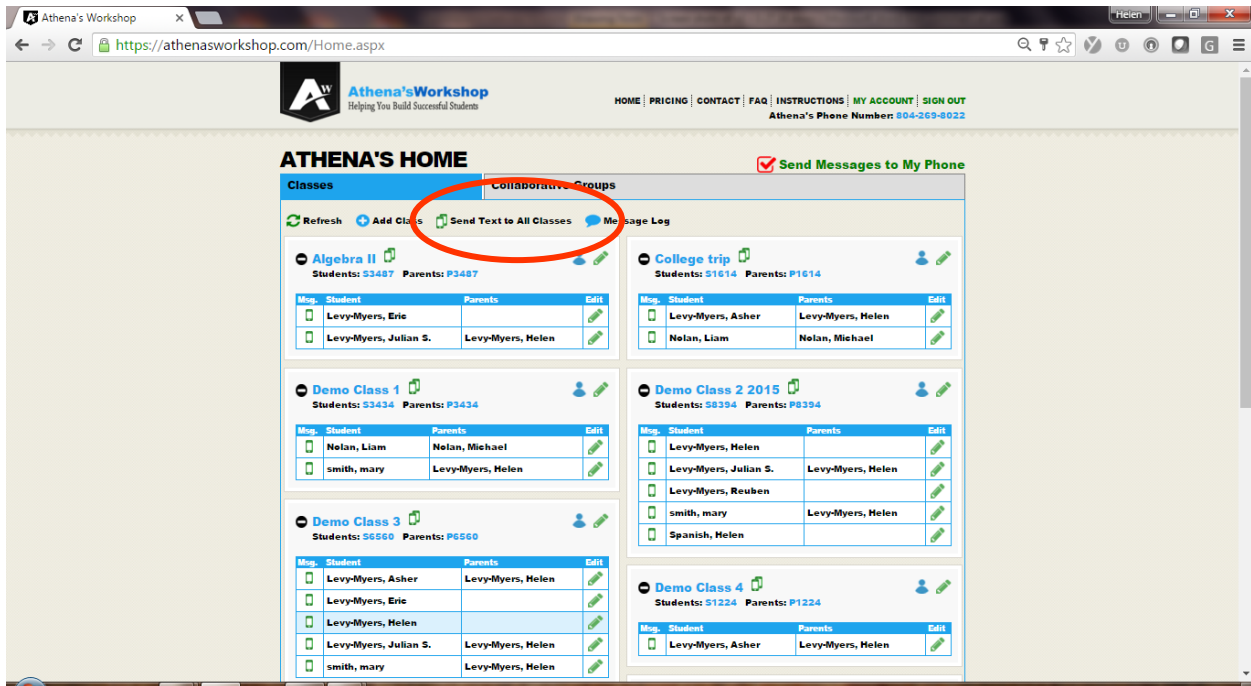 Athena's Workshop
Helen
https://athenasworkshop.com/Home.aspx
AW
Athena'sWorkshop
Helping You Build Successful Students
HOME PRICING CONTACT FAQ INSTRUCTIONS MY ACCOUNT SIGN OUT
Athena's Phone Number: 804-269-8022
ATHENA'S HOME
Send Messages to My Phone
Classes Collaborative Groups
Refresh Add Class Send Text to All Classes Message Log
Algebra II
Students: S3487 Parents: P3487
Msg. Student Parents Edit
Levy-Myers, Eric
Levy-Myers, Julian S. Levy-Myers, Helen
College trip
Students: S1614 Parents: P1614
Msg. Student Parents Edit
Levy-Myers, Asher Levy-Myers, Helen
Nolan, Liam Nolan, Michael
Demo Class 1
Students: S3434 Parents: P3434
Msg. Student Parents Edit
Nolan, Liam Nolan, Michael
smith, mary Levy-Myers, Helen
Demo Class 2 2015
Students: S8394 Parents: P8394
Msg. Student Parents Edit
Levy-Myers, Helen
Levy-Myers, Julian S. Levy-Myers, Helen
Levy-Myers, Reuben
smith, mary Levy-Myers, Helen
Spanish, Helen
Demo Class 3
Students: S6560 Parents: P6560
Msg. Student Parents Edit
Levy-Myers, Asher Levy-Myers, Helen
Levy-Myers, Eric
Levy-Myers, Helen
Levy-Myers, Julian S. Levy-Myers, Helen
smith, mary Levy-Myers, Helen
Demo Class 4
Students: S1224 Parents: P1224
Msg. Student Parents Edit
Levy-Myers, Asher Levy-Myers, Helen